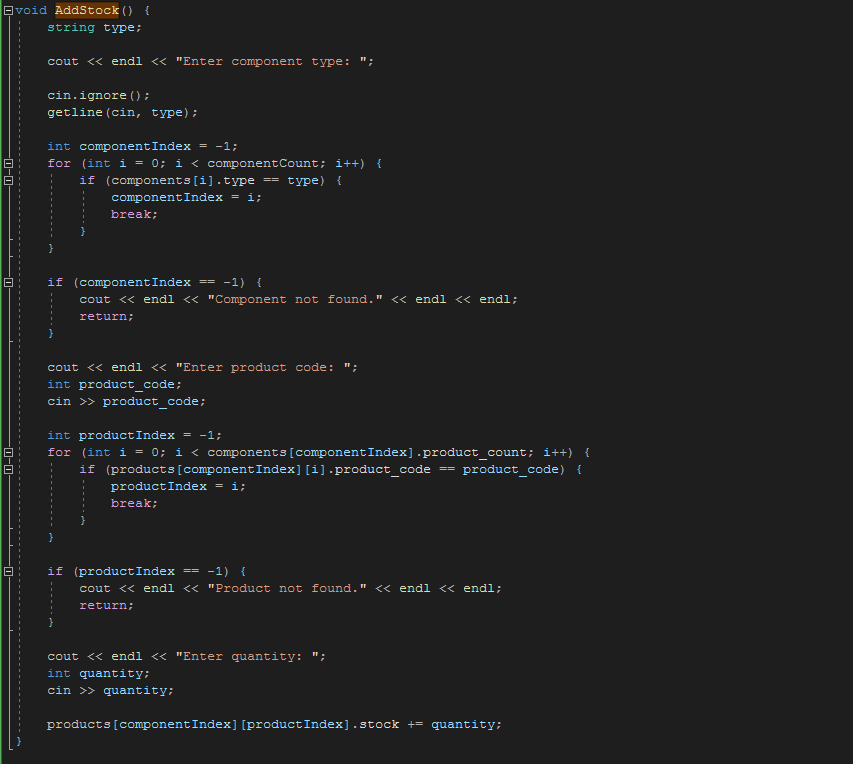 void AddStock() {
    string type;

    cout << endl << "Enter component type: ";

    cin.ignore();
    getline(cin, type);

    int componentIndex = -1;
    for (int i = 0; i < componentCount; i++) {
        if (components[i].type == type) {
            componentIndex = i;
            break;
        }
    }

    if (componentIndex == -1) {
        cout << endl << "Component not found." << endl << endl;
        return;
    }

    cout << endl << "Enter product code: ";
    int product_code;
    cin >> product_code;

    int productIndex = -1;
    for (int i = 0; i < components[componentIndex].product_count; i++) {
        if (products[componentIndex][i].product_code == product_code) {
            productIndex = i;
            break;
        }
    }

    if (productIndex == -1) {
        cout << endl << "Product not found." << endl << endl;
        return;
    }

    cout << endl << "Enter quantity: ";
    int quantity;
    cin >> quantity;

    products[componentIndex][productIndex].stock += quantity;
}